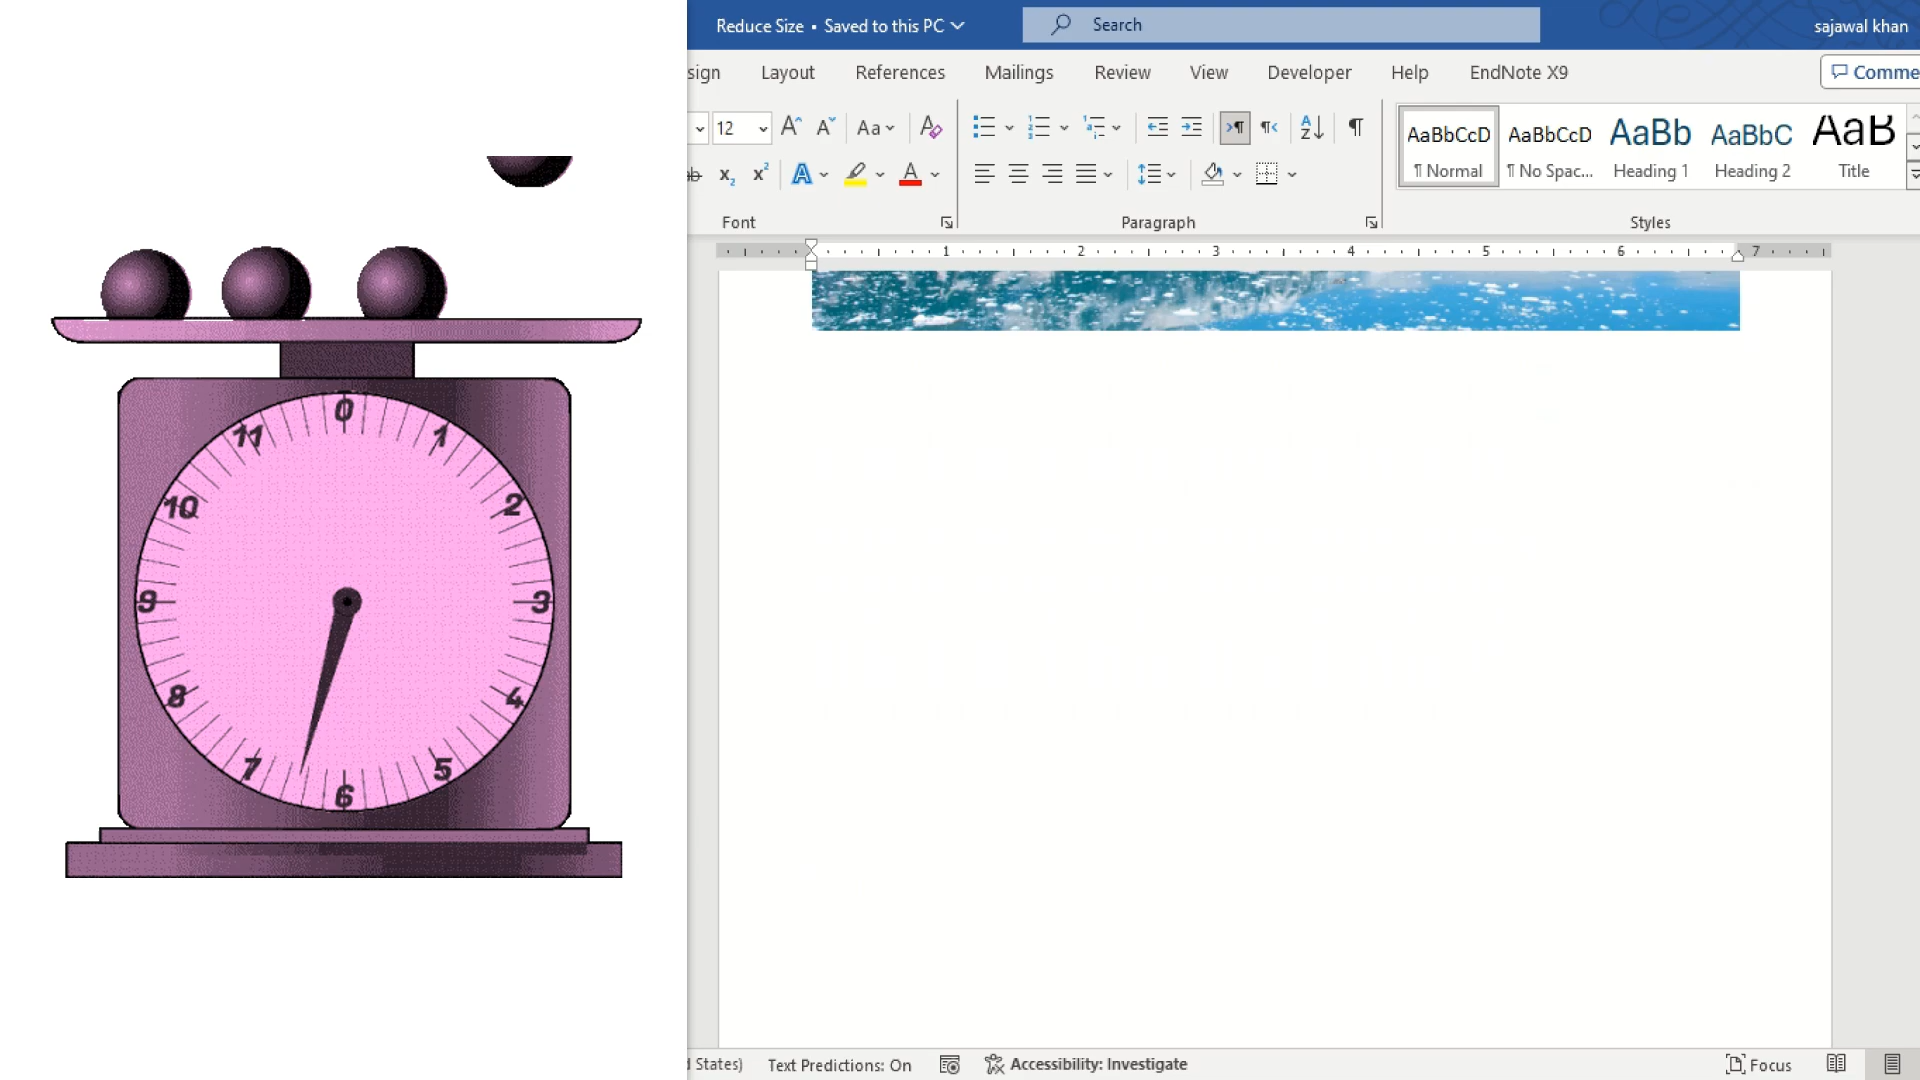 Reduce Size • Saved to this PC
Search
sajawal khan
sign Layout References Mailings Review View Developer Help EndNote X9
Comme
12
Aa
AaBbCcD
AaBbCcD
AaBb
AaBbC
AaB
¶ Normal
¶ No Spac...
Heading 1
Heading 2
Title
Font
Paragraph
Styles
1 2 3 4 5 6 7
0
1
2
3
4
5
6
7
8
9
10
11
d States)
Text Predictions: On
Accessibility: Investigate
Focus